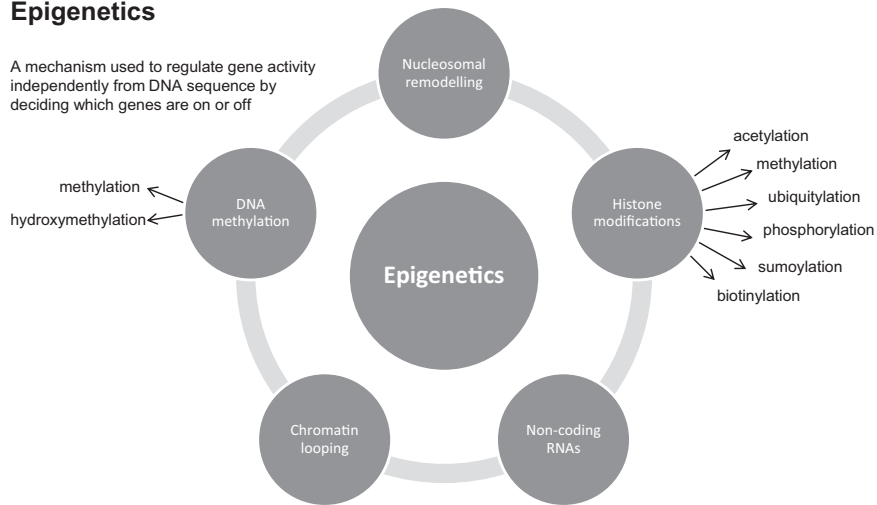 Epigenetics
A mechanism used to regulate gene activity
independently from DNA sequence by
deciding which genes are on or off
Nucleosomal
remodelling
Histone
modifications
acetylation
methylation
ubiquitylation
phosphorylation
sumoylation
biotinylation
DNA
methylation
methylation
hydroxymethylation
Epigenetics
Chromatin
looping
Non-coding
RNAs